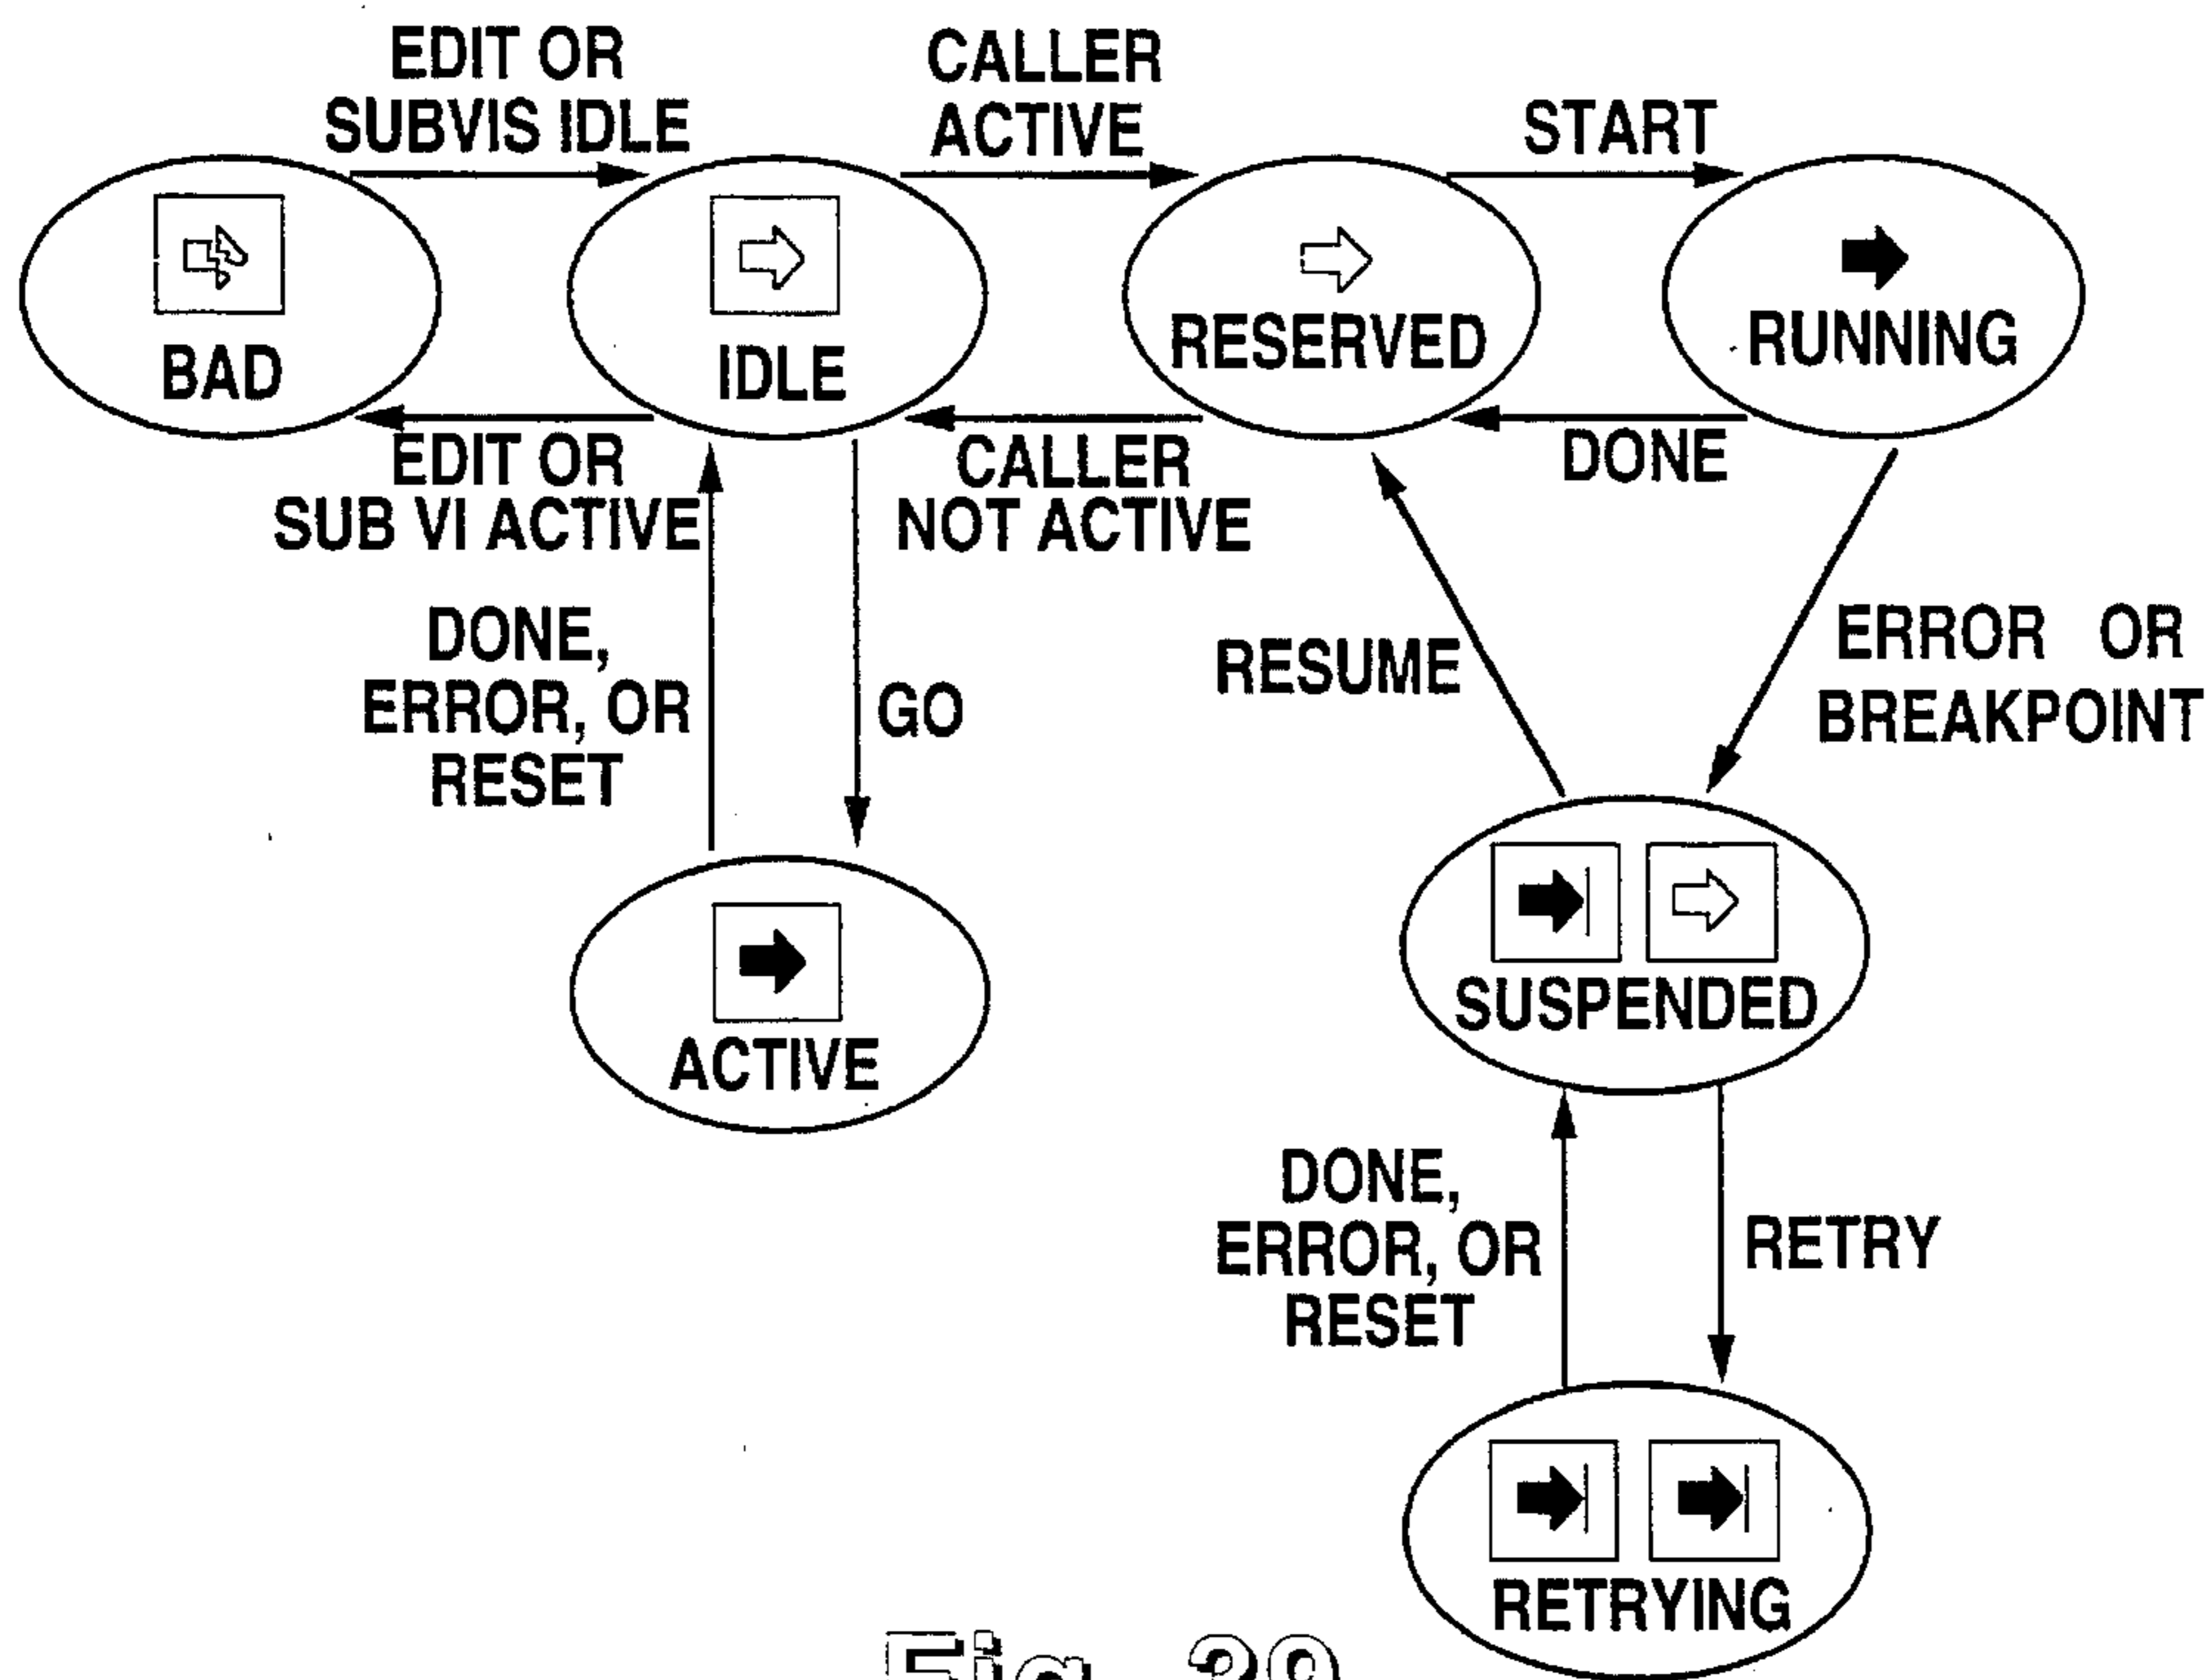 EDIT OR
SUBVIS IDLE
CALLER
ACTIVE
START
BAD
IDLE
RESERVED
RUNNING
EDIT OR
SUB VI ACTIVE
CALLER
NOT ACTIVE
DONE
DONE,
ERROR, OR
RESET
GO
RESUME
ERROR OR
BREAKPOINT
ACTIVE
SUSPENDED
DONE,
ERROR, OR
RESET
RETRY
RETRYING
Fig.